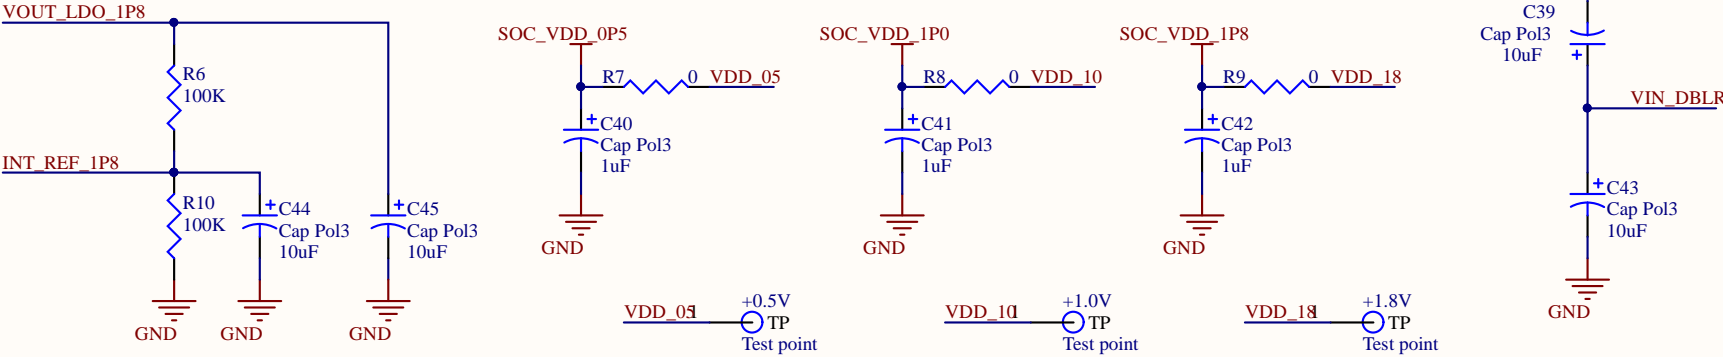 VOUT_LDO_1P8
R6
100K
INT_REF_1P8
R10
100K
C44
Cap Pol3
10uF
C45
Cap Pol3
10uF
GND
GND
GND
SOC_VDD_0P5
R7
0
VDD_05
C40
Cap Pol3
1uF
GND
SOC_VDD_1P0
R8
0
VDD_10
C41
Cap Pol3
1uF
GND
SOC_VDD_1P8
R9
0
VDD_18
C42
Cap Pol3
1uF
GND
C39
Cap Pol3
10uF
VIN_DBLR
C43
Cap Pol3
10uF
GND
VDD_05
1
+0.5V
TP
Test point
VDD_10
1
+1.0V
TP
Test point
VDD_18
1
+1.8V
TP
Test point